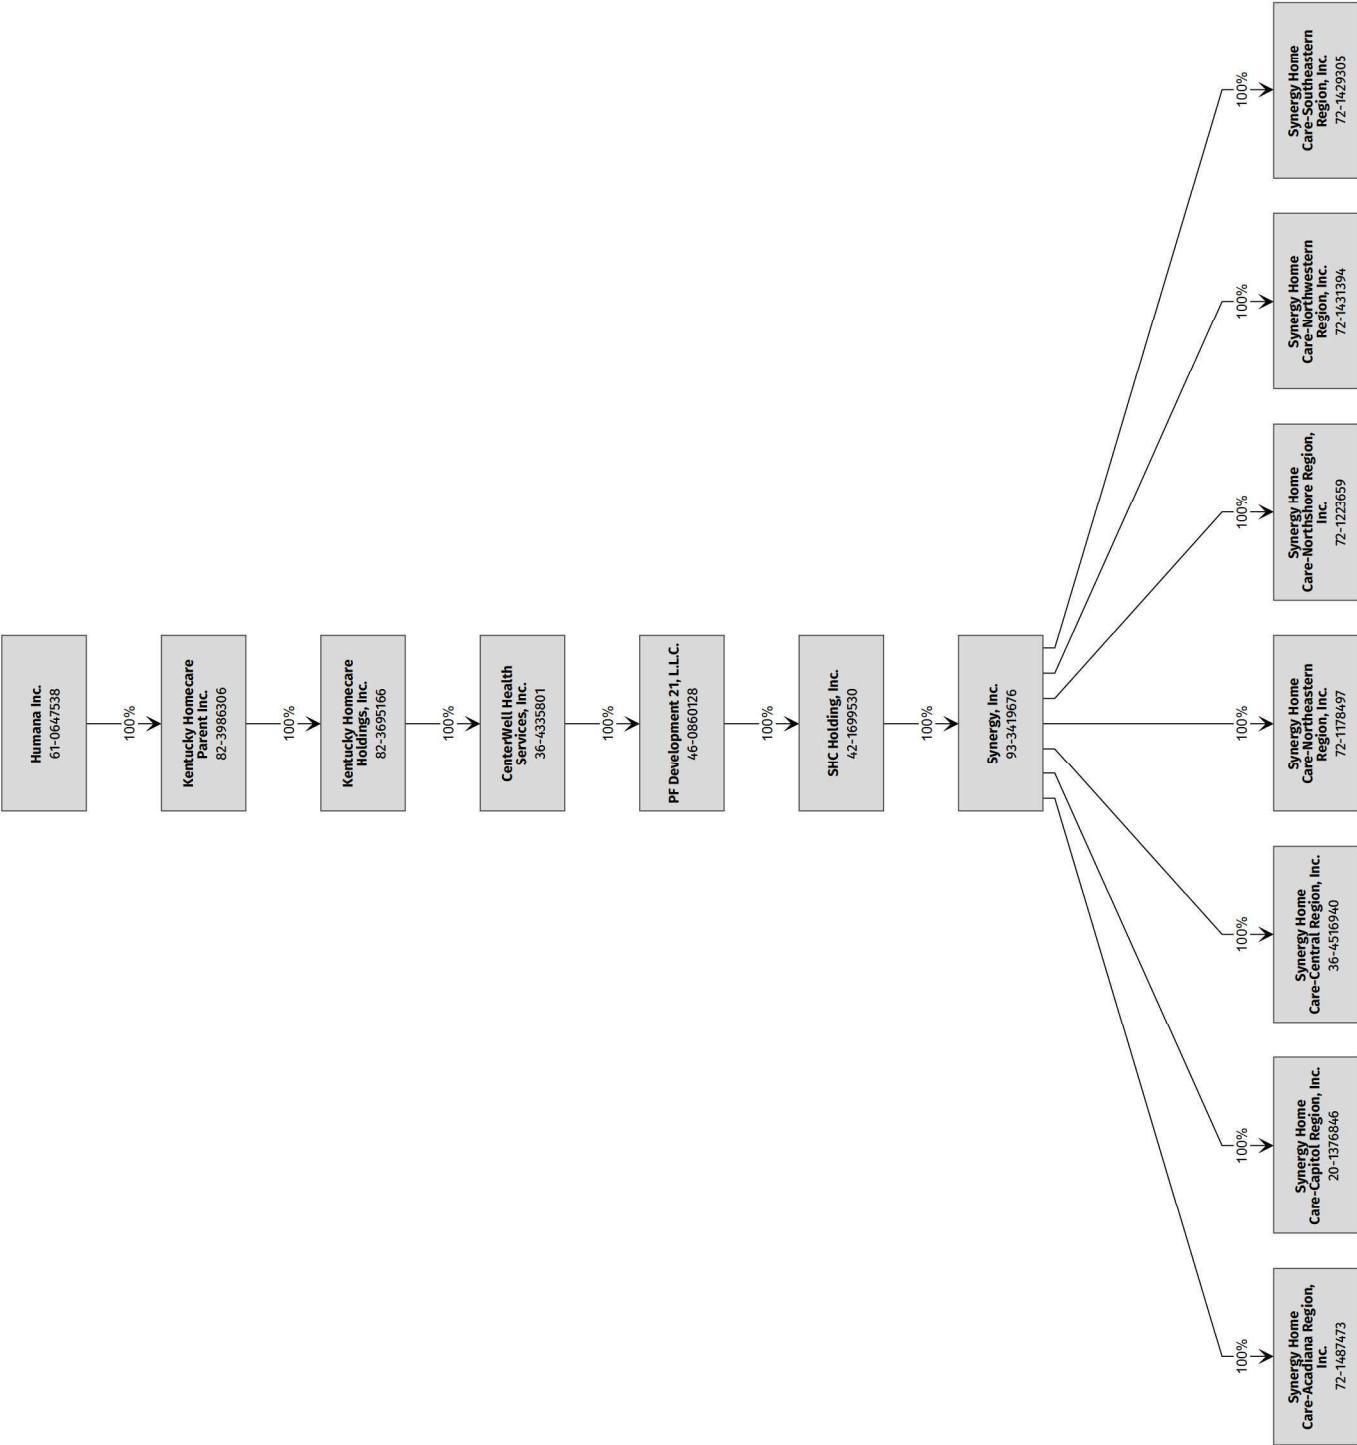 Humana Inc.
61-0647538
100%
Kentucky Homecare
Parent Inc.
82-3986306
100%
Kentucky Homecare
Holdings, Inc.
82-3695166
100%
CenterWell Health
Services, Inc.
36-4335801
100%
PF Development 21, L.L.C.
46-0860128
100%
SHC Holding, Inc.
42-1699530
100%
Synergy, Inc.
93-3419676
100%
100%
100%
100%
100%
100%
100%
Synergy Home
Care-Acadiana Region,
Inc.
72-1487473
Synergy Home
Care-Capitol Region, Inc.
20-1376846
Synergy Home
Care-Central Region, Inc.
36-4516940
Synergy Home
Care-Northeastern
Region, Inc.
72-1178497
Synergy Home
Care-Northshore Region,
Inc.
72-1223659
Synergy Home
Care-Northwestern
Region, Inc.
72-1431394
Synergy Home
Care-Southeastern
Region, Inc.
72-1429305